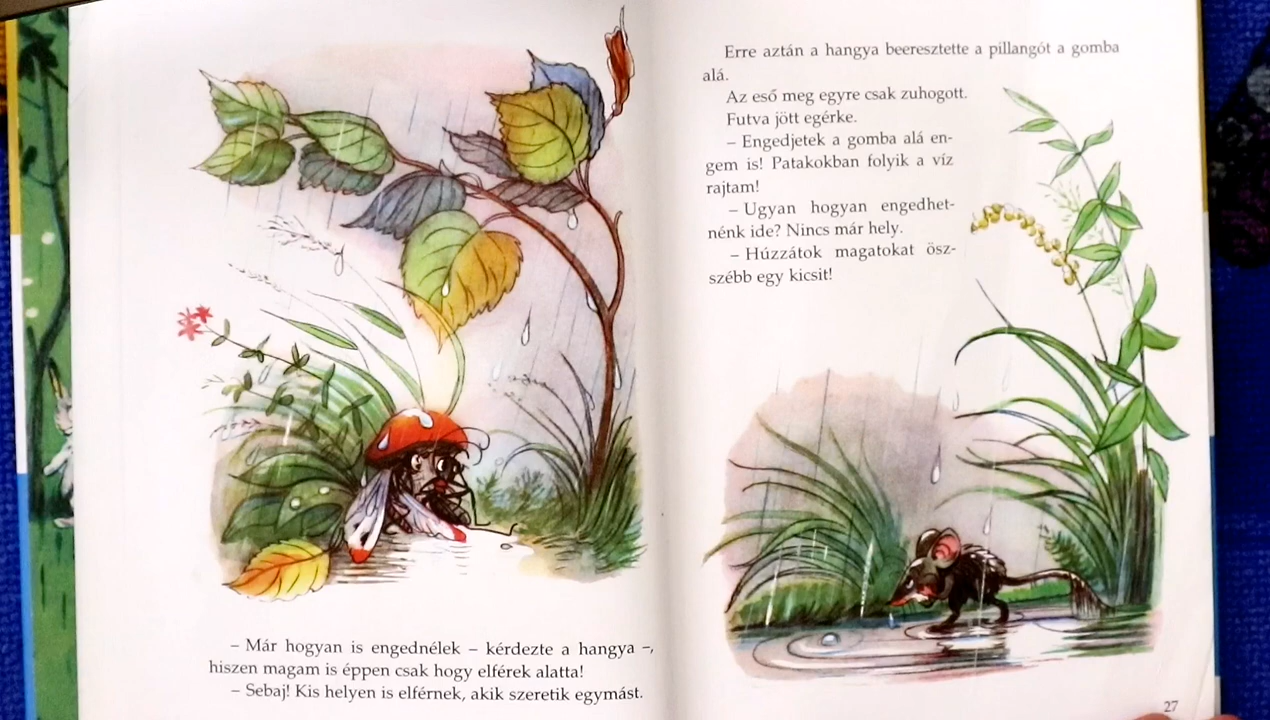 – Már hogyan is engednélek – kérdezte a hangya –,
hiszen magam is éppen csak hogy elférek alatta!
– Sebaj! Kis helyen is elférnek, akik szeretik egymást.
Erre aztán a hangya beeresztette a pillangót a gomba
alá.
Az eső meg egyre csak zuhogott.
Futva jött egérke.
– Engedjetek a gomba alá en-
gem is! Patakokban folyik a víz
rajtam!
– Ugyan hogyan engedhet-
nénk ide? Nincs már hely.
– Húzzátok magatokat ösz-
szébb egy kicsit!
27